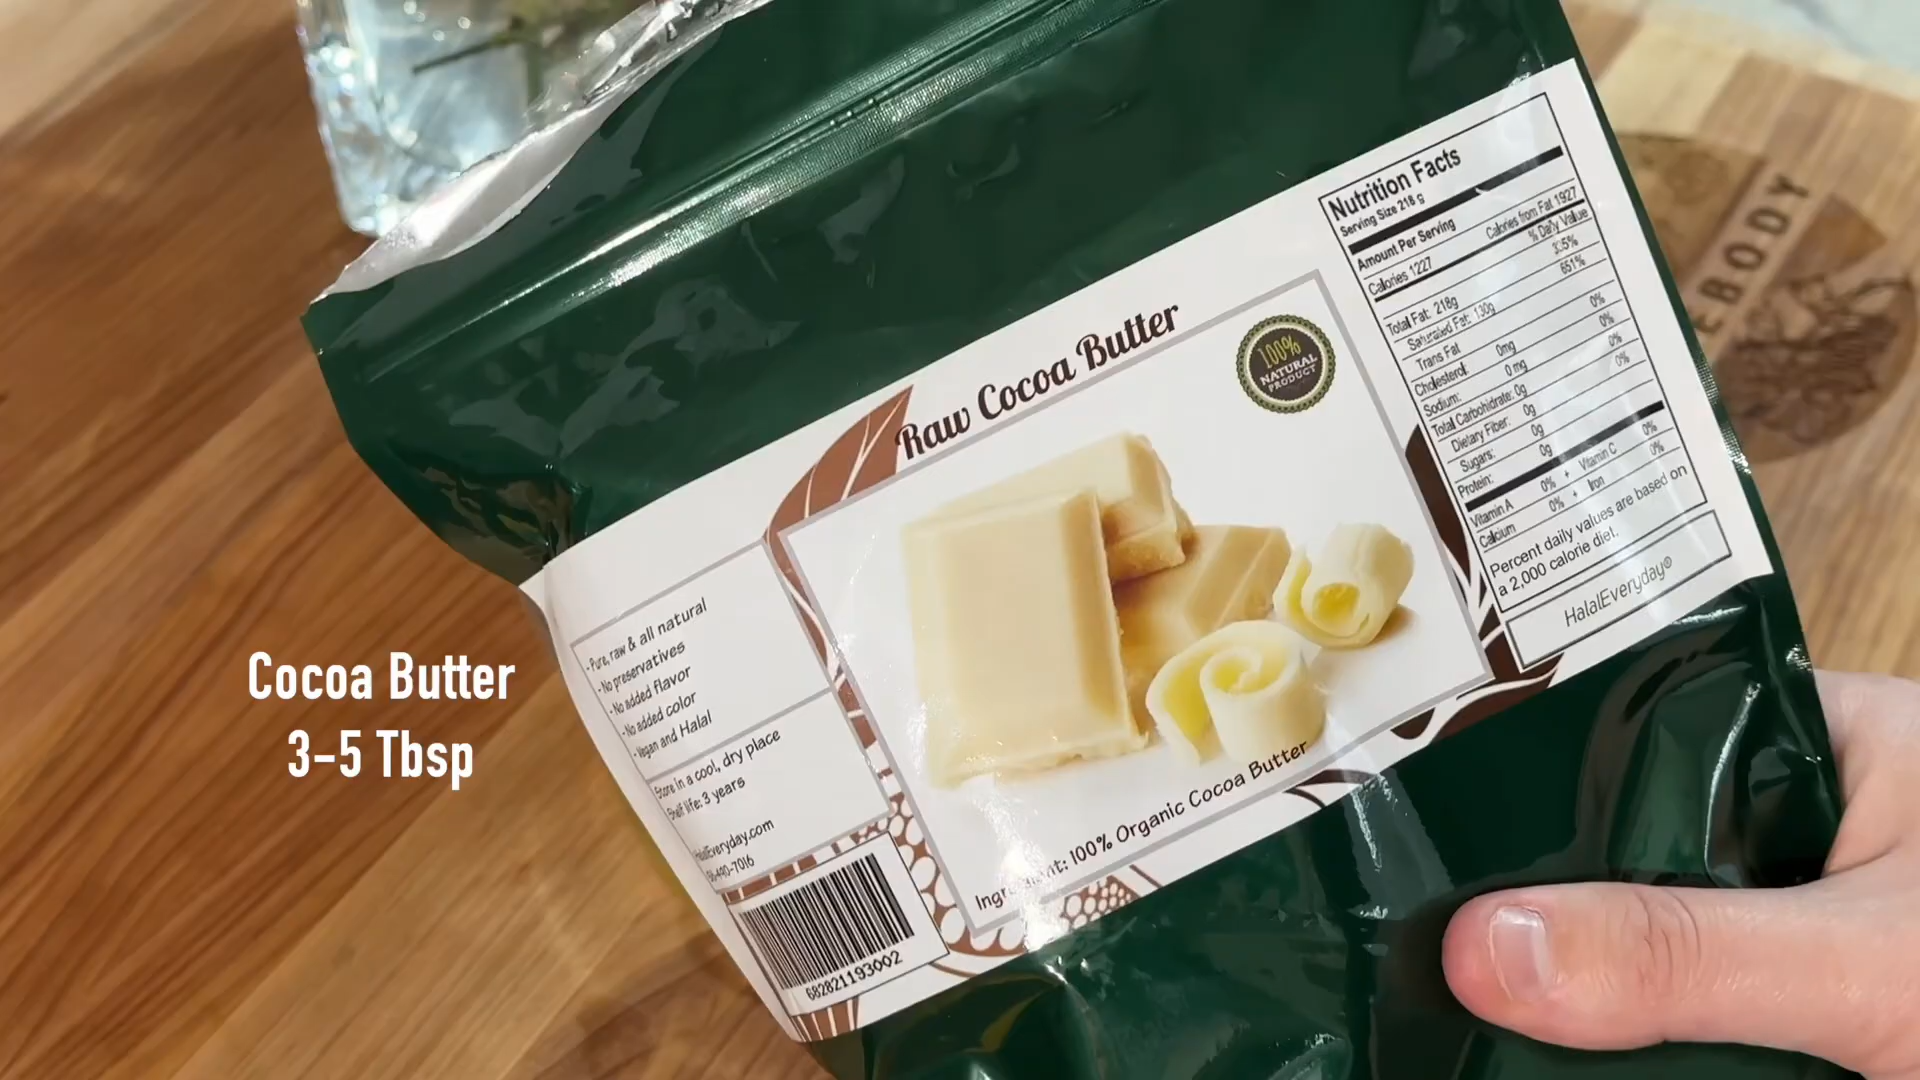 Cocoa Butter
3-5 Tbsp
Raw Cocoa Butter
100%
NATURAL
PRODUCT
- Pure, raw & all natural
- No preservatives
- No added flavor
- No added color
- Vegan and Halal
Store in a cool, dry place
Shelf life: 3 years
682821193002
100% Organic Cocoa Butter
Nutrition Facts
Serving Size 218 g
Amount Per Serving
Calories 1227 Calories from Fat 1927
% Daily Value
Total Fat: 218g
Saturated Fat: 130g 651%
Trans Fat 0%
Cholesterol: 0mg 0%
Sodium: 0 mg 0%
Total Carbohidrate: 0g 0%
Dietary Fiber: 0g
Sugars: 0g
Protein: 0g
Vitamin A 0% + Vitamin C 0%
Calcium 0% + Iron 0%
Percent daily values are based on
a 2,000 calorie diet.
HalalEveryday®
EBODY